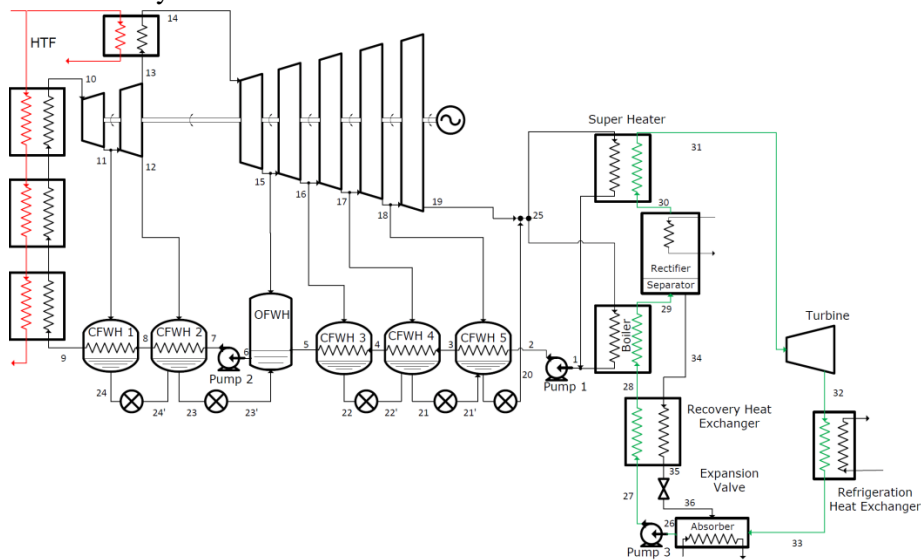 14
HTF
13
10
11
12
15
16
17
18
19
25
Super Heater
31
30
Rectifier
Separator
29
Turbine
Boiler
34
CFWH 1
CFWH 2
OFWH
CFWH 3
CFWH 4
CFWH 5
9
8
7
6
5
4
3
2
1
20
Pump 2
Pump 1
28
32
24
24'
23
23'
22
22'
21
21'
Recovery Heat
Exchanger
35
Expansion
Valve
27
36
Refrigeration
Heat Exchanger
26
Absorber
33
Pump 3